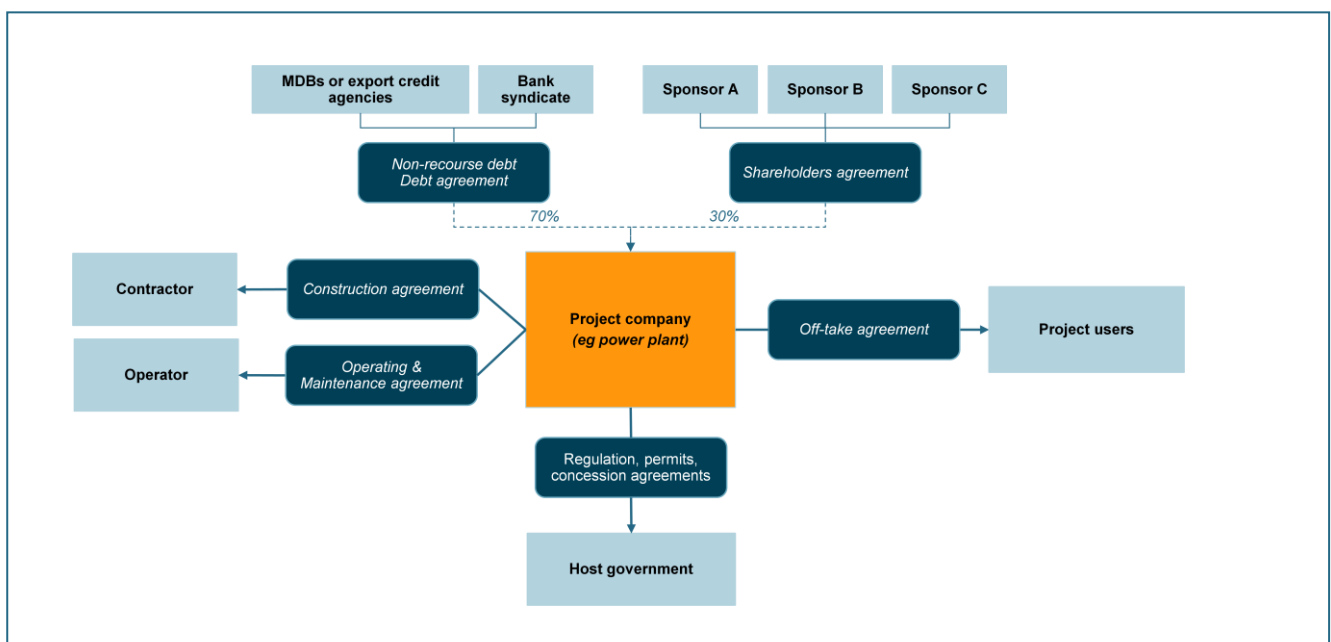 MDBs or export credit
agencies
Bank
syndicate
Sponsor A
Sponsor B
Sponsor C
Non-recourse debt
Debt agreement
Shareholders agreement
70%
30%
Contractor
Construction agreement
Project company
(eg power plant)
Off-take agreement
Project users
Operator
Operating &
Maintenance agreement
Regulation, permits,
concession agreements
Host government